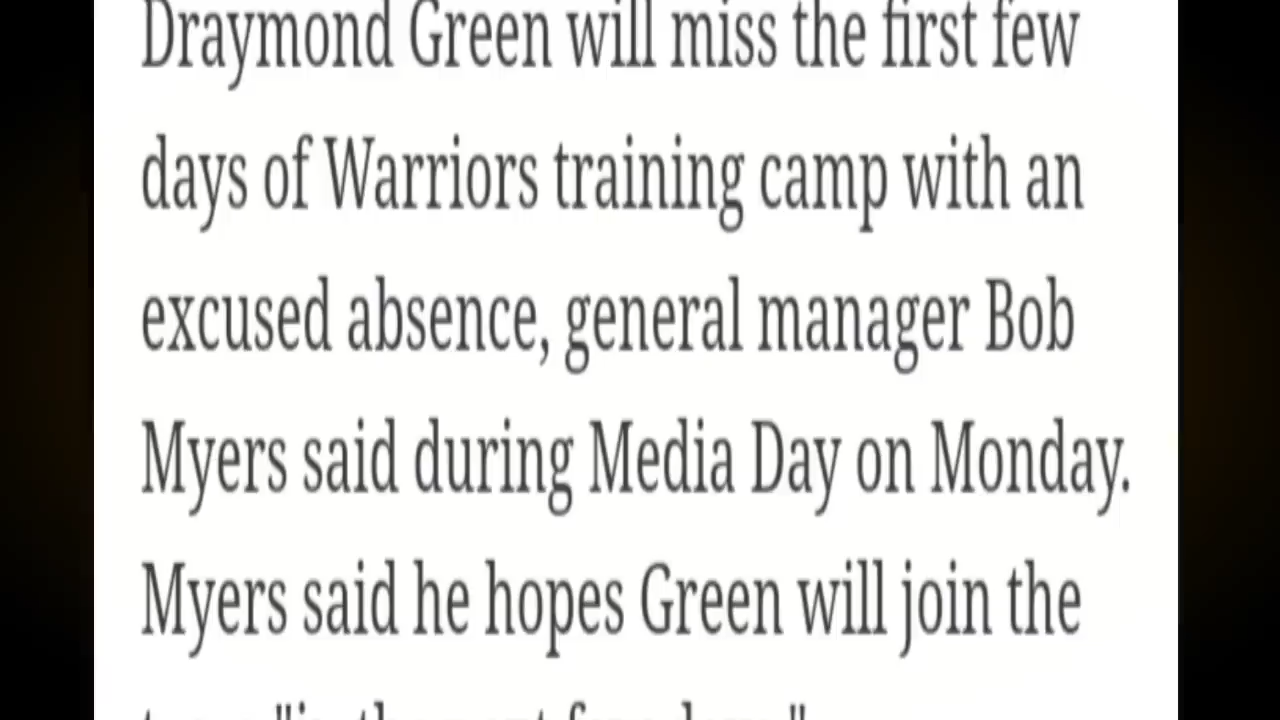 Draymond Green will miss the first few
days of Warriors training camp with an
excused absence, general manager Bob
Myers said during Media Day on Monday.
Myers said he hopes Green will join the